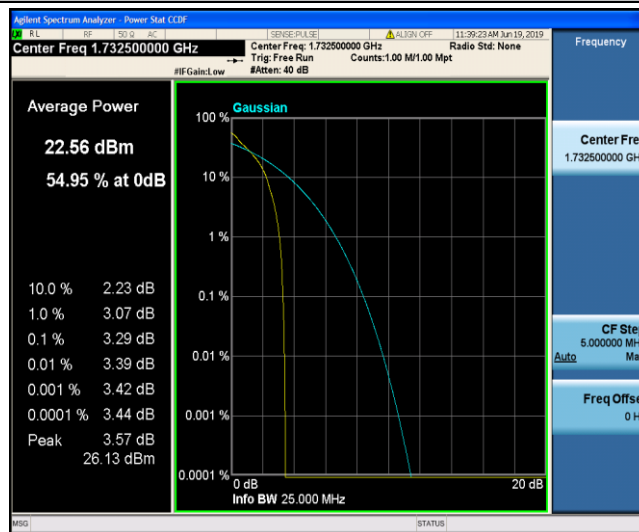 Agilent Spectrum Analyzer - Power Stat CCDF
RL RF 50 Ω AC SENSE:PULSE ALIGN OFF 11:39:23 AM Jun 19, 2019
Center Freq 1.732500000 GHz
Center Freq: 1.732500000 GHz Radio Std: None
Trig: Free Run Counts:1.00 M/1.00 Mpt
#IFGain:Low #Atten: 40 dB
Frequency
Average Power
22.56 dBm
54.95 % at 0dB
10.0 % 2.23 dB
1.0 % 3.07 dB
0.1 % 3.29 dB
0.01 % 3.39 dB
0.001 % 3.42 dB
0.0001 % 3.44 dB
Peak 3.57 dB
26.13 dBm
Gaussian
100 %
10 %
1 %
0.1 %
0.01 %
0.001 %
0.0001 %
0 dB 20 dB
Info BW 25.000 MHz
Center Fre
1.732500000 GH
CF Ste
5.000000 MH
Auto Ma
Freq Offse
0 H
MSG STATUS